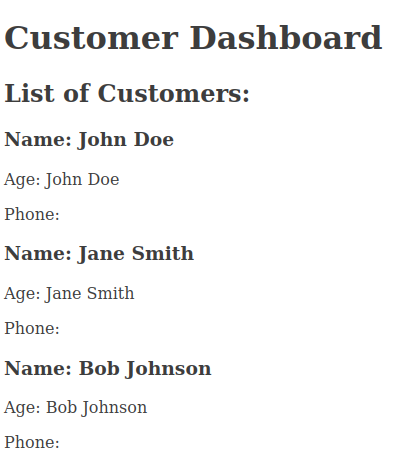 Customer Dashboard
List of Customers:
Name: John Doe
Age: John Doe
Phone:
Name: Jane Smith
Age: Jane Smith
Phone:
Name: Bob Johnson
Age: Bob Johnson
Phone: